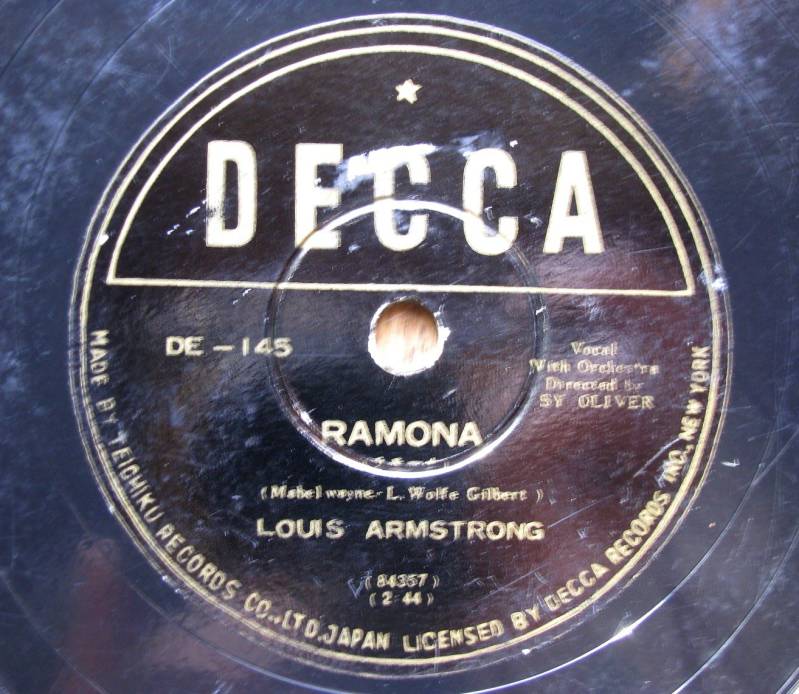 DECCA
DE-145
Vocal
With Orchestra
Directed by
SY OLIVER
RAMONA
(Mabel wayne-L. Wolfe Gilbert)
LOUIS ARMSTRONG
(84357)
(2 44)
MADE BY TEICHIKU RECORDS CO.,LTD.JAPAN LICENSED BY DECCA RECORDS INC. NEW YORK